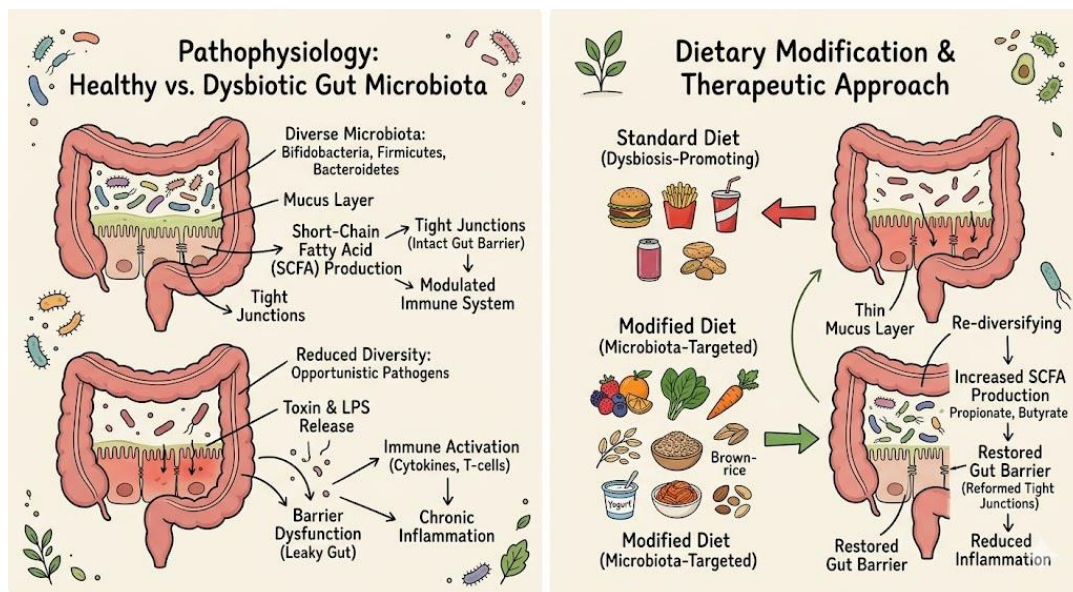 Pathophysiology:
Healthy vs. Dysbiotic Gut Microbiota
Diverse Microbiota:
Bifidobacteria, Firmicutes,
Bacteroidetes
Mucus Layer
Short-Chain
Fatty Acid
(SCFA) Production
Tight Junctions
(Intact Gut Barrier)
Modulated
Immune System
Tight
Junctions
Reduced Diversity:
Opportunistic Pathogens
Toxin & LPS
Release
Immune Activation
(Cytokines, T-cells)
Barrier
Dysfunction
(Leaky Gut)
Chronic
Inflammation
Dietary Modification &
Therapeutic Approach
Standard Diet
(Dysbiosis-Promoting)
Thin
Mucus Layer
Modified Diet
(Microbiota-Targeted)
Brown-
rice
Yogurt
Modified Diet
(Microbiota-Targeted)
Re-diversifying
Increased SCFA
Production
Propionate, Butyrate
Restored
Gut Barrier
(Reformed Tight
Junctions)
Reduced
Inflammation
Restored
Gut Barrier